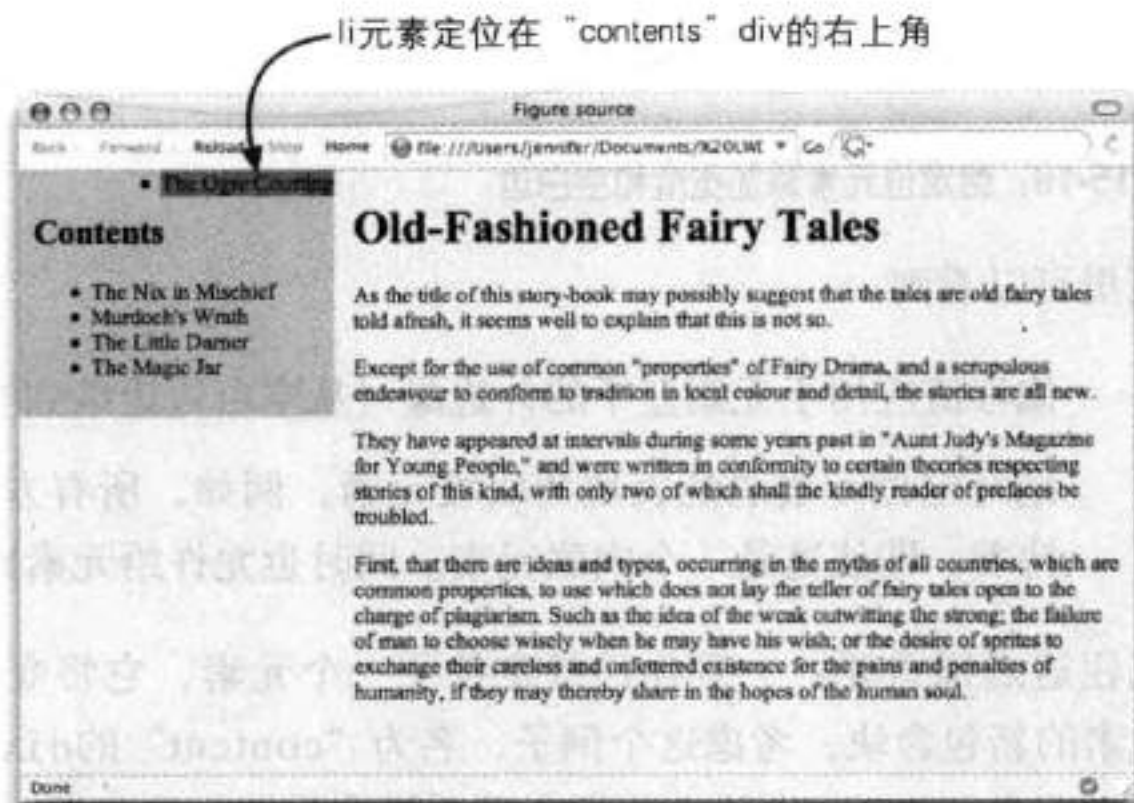 li元素定位在“contents”div的右上角
Figure source
Back Forward Reload Stop Home file:///Users/jennifer/Documents/%20LWD Go
The Ogre Courting
Contents
Old-Fashioned Fairy Tales
• The Nix in Mischief
• Murdoch's Wrath
• The Little Darner
• The Magic Jar
As the title of this story-book may possibly suggest that the tales are old fairy tales
told afresh, it seems well to explain that this is not so.
Except for the use of common "properties" of Fairy Drama, and a scrupulous
endeavour to conform to tradition in local colour and detail, the stories are all new.
They have appeared at intervals during some years past in "Aunt Judy's Magazine
for Young People," and were written in conformity to certain theories respecting
stories of this kind, with only two of which shall the kindly reader of prefaces be
troubled.
First, that there are ideas and types, occurring in the myths of all countries, which are
common properties, to use which does not lay the teller of fairy tales open to the
charge of plagiarism. Such as the idea of the weak outwitting the strong; the failure
of man to choose wisely when he may have his wish; or the desire of sprites to
exchange their careless and unfettered existence for the pains and penalties of
humanity, if they may thereby share in the hopes of the human soul.
Done